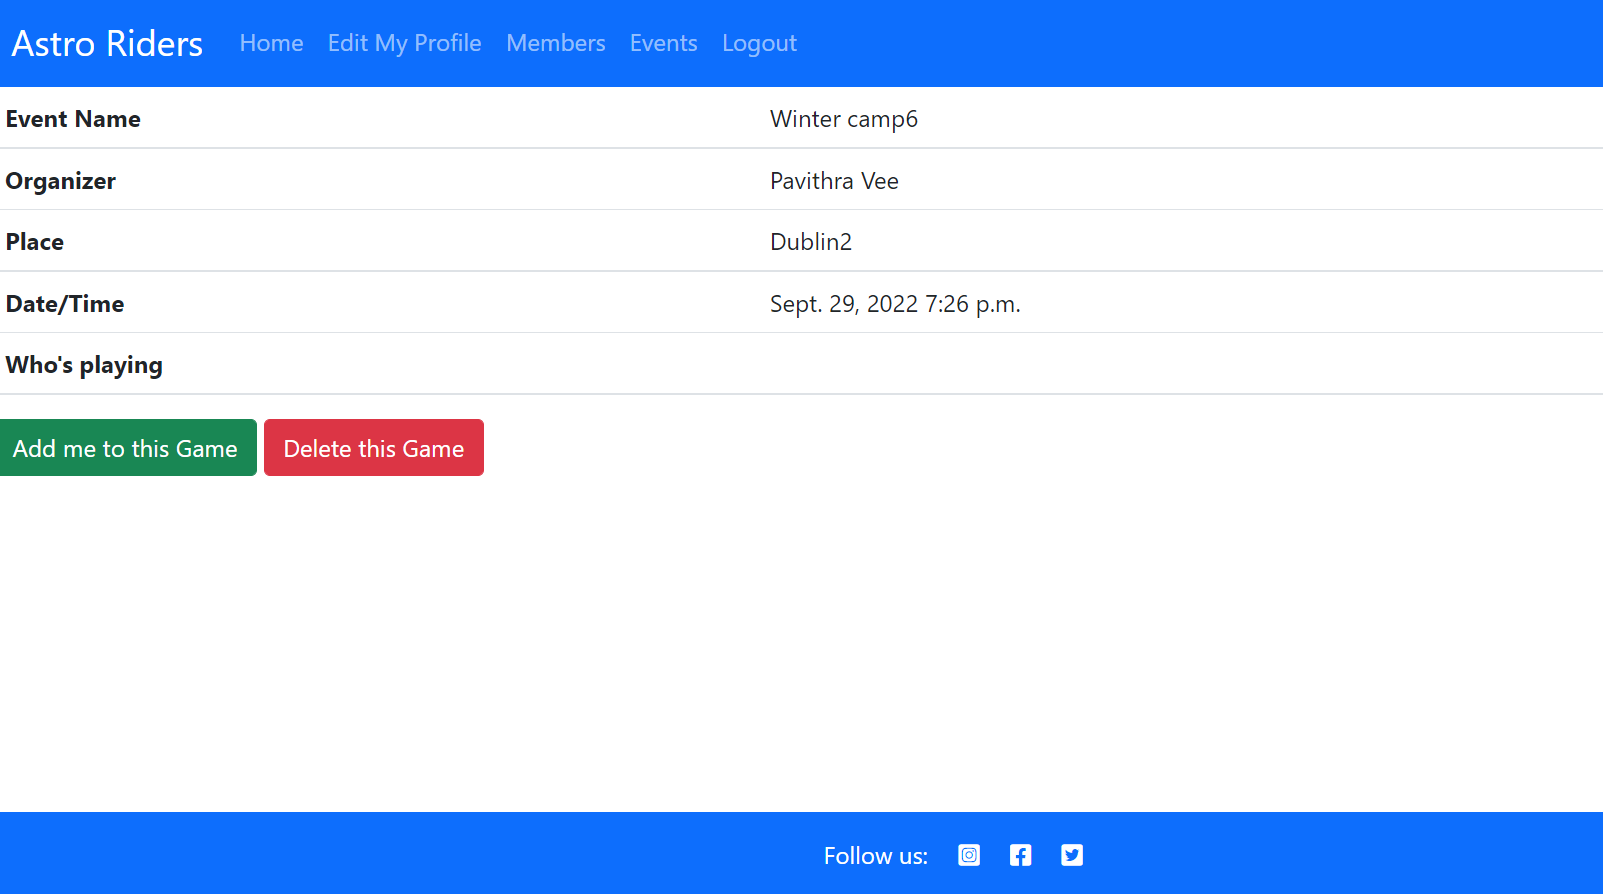 Astro Riders Home Edit My Profile Members Events Logout
Event Name Winter camp6
Organizer Pavithra Vee
Place Dublin2
Date/Time Sept. 29, 2022 7:26 p.m.
Who's playing
Add me to this Game Delete this Game
Follow us: